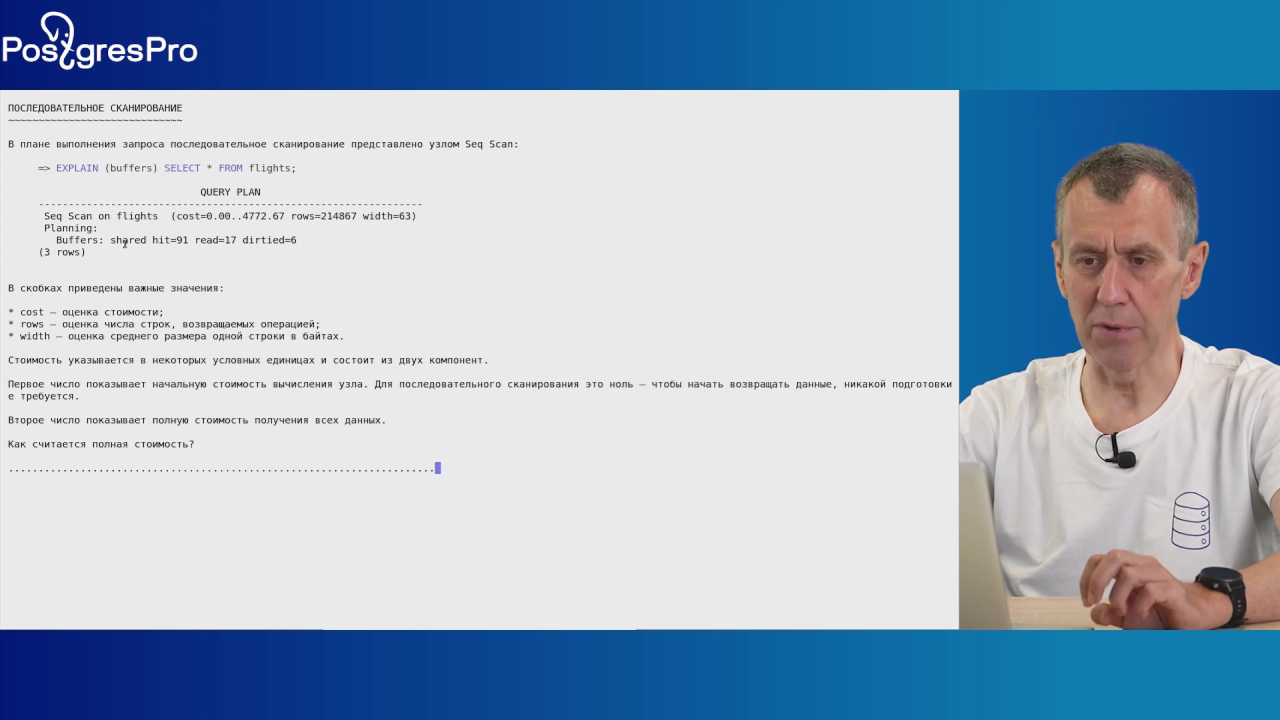 PostgresPro
ПОСЛЕДОВАТЕЛЬНОЕ СКАНИРОВАНИЕ
~~~~~~~~~~~~~~~~~~~~~~~~~~~~~
В плане выполнения запроса последовательное сканирование представлено узлом Seq Scan:
=> EXPLAIN (buffers) SELECT * FROM flights;
QUERY PLAN
----------------------------------------------------------------
Seq Scan on flights  (cost=0.00..4772.67 rows=214867 width=63)
Planning:
Buffers: shared hit=91 read=17 dirtied=6
(3 rows)
В скобках приведены важные значения:
* cost — оценка стоимости;
* rows — оценка числа строк, возвращаемых операцией;
* width — оценка среднего размера одной строки в байтах.
Стоимость указывается в некоторых условных единицах и состоит из двух компонент.
Первое число показывает начальную стоимость вычисления узла. Для последовательного сканирования это ноль — чтобы начать возвращать данные, никакой подготовки
е требуется.
Второе число показывает полную стоимость получения всех данных.
Как считается полная стоимость?
.......................................................................